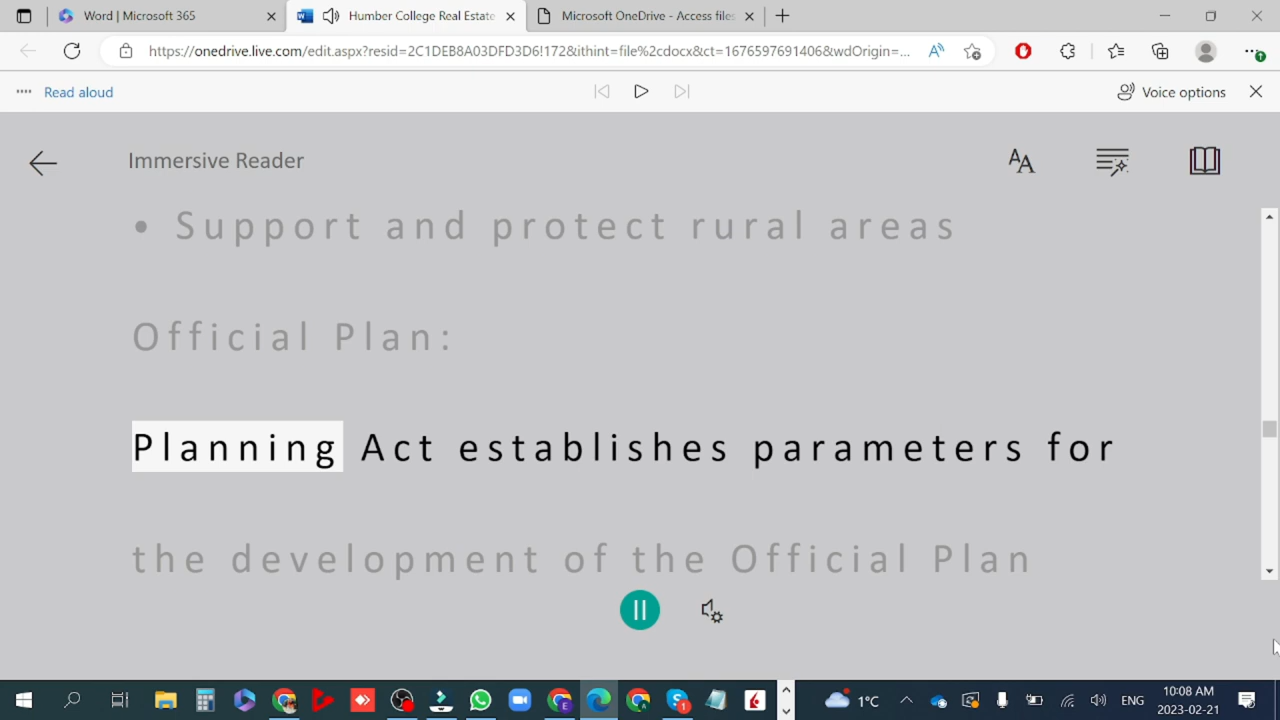 Word | Microsoft 365
Humber College Real Estate
Microsoft OneDrive - Access files
https://onedrive.live.com/edit.aspx?resid=2C1DEB8A03DFD3D6!172&ithint=file%2cdocx&ct=1676597691406&wdOrigin=...
Read aloud
Voice options
Immersive Reader
• Support and protect rural areas
Official Plan:
Planning Act establishes parameters for
the development of the Official Plan
1°C
ENG
10:08 AM
2023-02-21